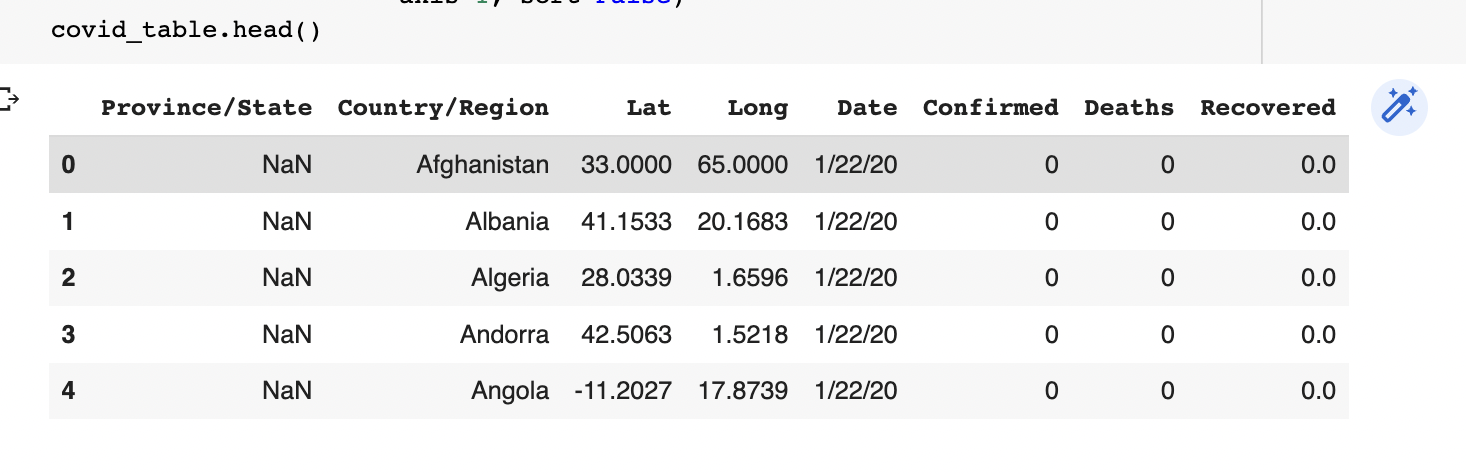 covid_table.head()
Province/State Country/Region Lat Long Date Confirmed Deaths Recovered
0 NaN Afghanistan 33.0000 65.0000 1/22/20 0 0 0.0
1 NaN Albania 41.1533 20.1683 1/22/20 0 0 0.0
2 NaN Algeria 28.0339 1.6596 1/22/20 0 0 0.0
3 NaN Andorra 42.5063 1.5218 1/22/20 0 0 0.0
4 NaN Angola -11.2027 17.8739 1/22/20 0 0 0.0